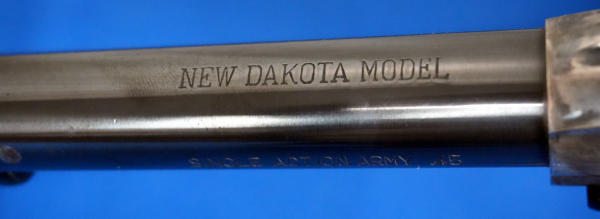 NEW DAKOTA MODEL
SINGLE ACTION ARMY .45